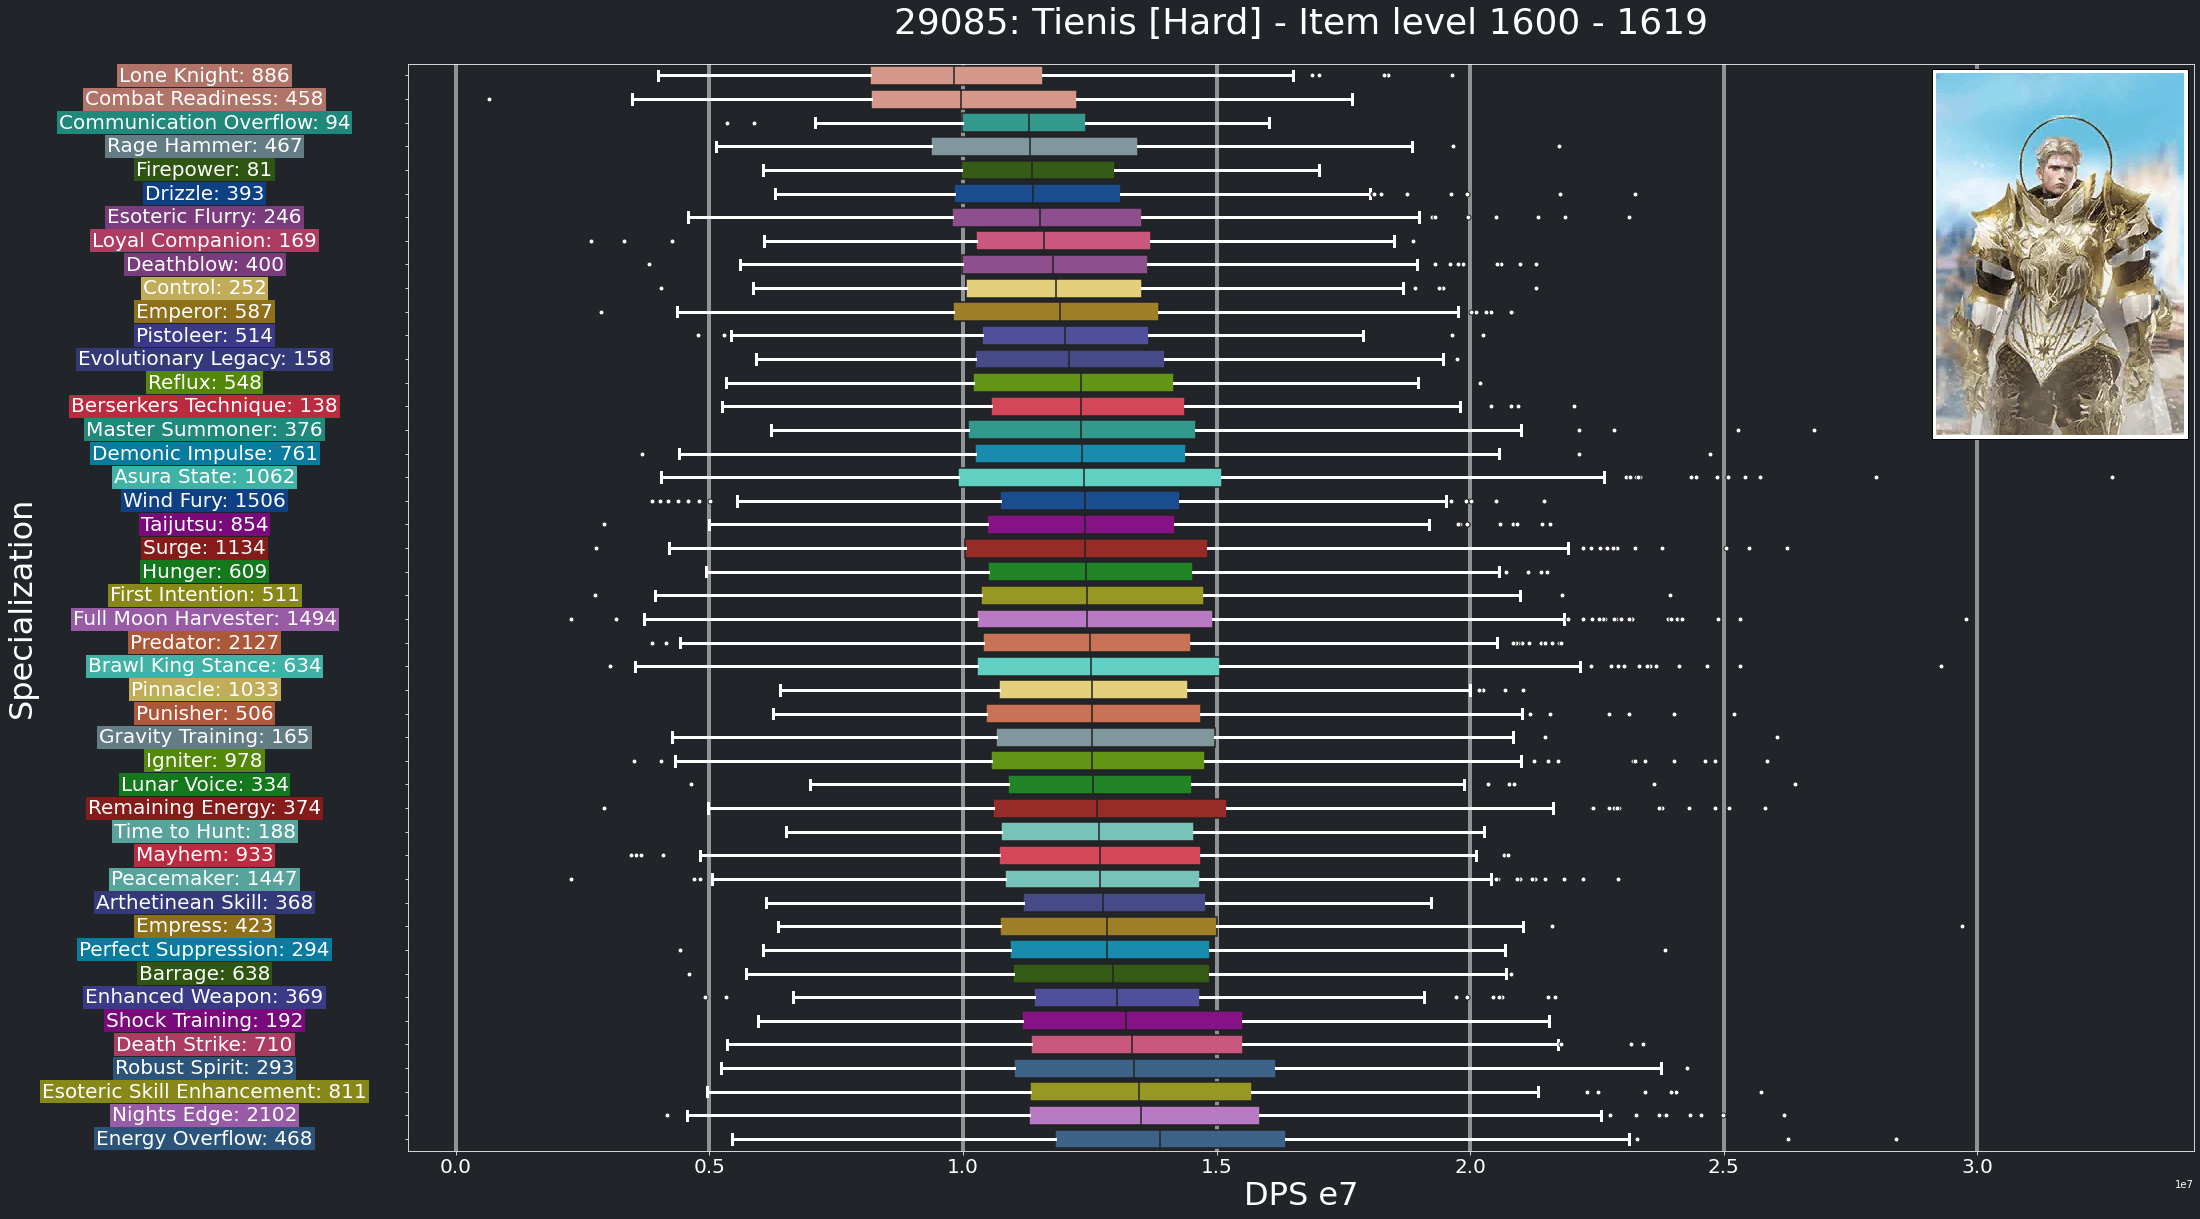 29085: Tienis [Hard] - Item level 1600 - 1619
Specialization
Lone Knight: 886
Combat Readiness: 458
Communication Overflow: 94
Rage Hammer: 467
Firepower: 81
Drizzle: 393
Esoteric Flurry: 246
Loyal Companion: 169
Deathblow: 400
Control: 252
Emperor: 587
Pistoleer: 514
Evolutionary Legacy: 158
Reflux: 548
Berserkers Technique: 138
Master Summoner: 376
Demonic Impulse: 761
Asura State: 1062
Wind Fury: 1506
Taijutsu: 854
Surge: 1134
Hunger: 609
First Intention: 511
Full Moon Harvester: 1494
Predator: 2127
Brawl King Stance: 634
Pinnacle: 1033
Punisher: 506
Gravity Training: 165
Igniter: 978
Lunar Voice: 334
Remaining Energy: 374
Time to Hunt: 188
Mayhem: 933
Peacemaker: 1447
Arthetinean Skill: 368
Empress: 423
Perfect Suppression: 294
Barrage: 638
Enhanced Weapon: 369
Shock Training: 192
Death Strike: 710
Robust Spirit: 293
Esoteric Skill Enhancement: 811
Nights Edge: 2102
Energy Overflow: 468
0.0 0.5 1.0 1.5 2.0 2.5 3.0
1e7
DPS e7